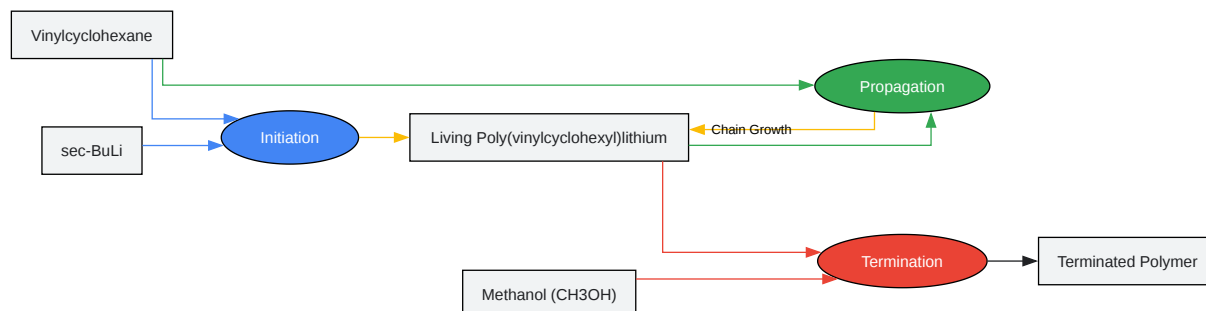 Vinylcyclohexane
Propagation
Chain Growth
Initiation
Living Poly(vinylcyclohexyl)lithium
sec-BuLi
Termination
Terminated Polymer
Methanol (CH3OH)